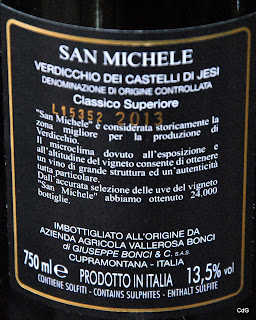 SAN MICHELE
VERDICCHIO DEI CASTELLI DI JESI
DENOMINAZIONE DI ORIGINE CONTROLLATA
Classico Superiore
L15352 2013
"San Michele" è considerata storicamente la
zona migliore per la produzione di
Verdicchio.
Il microclima dovuto all'esposizione e
all'altitudine del vigneto consente di ottenere
un vino di grande struttura ed un'autenticità
tutta particolare.
Dall'accurata selezione delle uve del vigneto
"San Michele" abbiamo ottenuto 24.000
bottiglie.
IMBOTTIGLIATO ALL'ORIGINE DA
AZIENDA AGRICOLA VALLEROSA BONCI
di GIUSEPPE BONCI & C. s.a.s.
CUPRAMONTANA - ITALIA
750 ml ℮ PRODOTTO IN ITALIA 13,5% vol
CONTIENE SOLFITI - CONTAINS SULPHITES - ENTHALT SULFITE
CdG